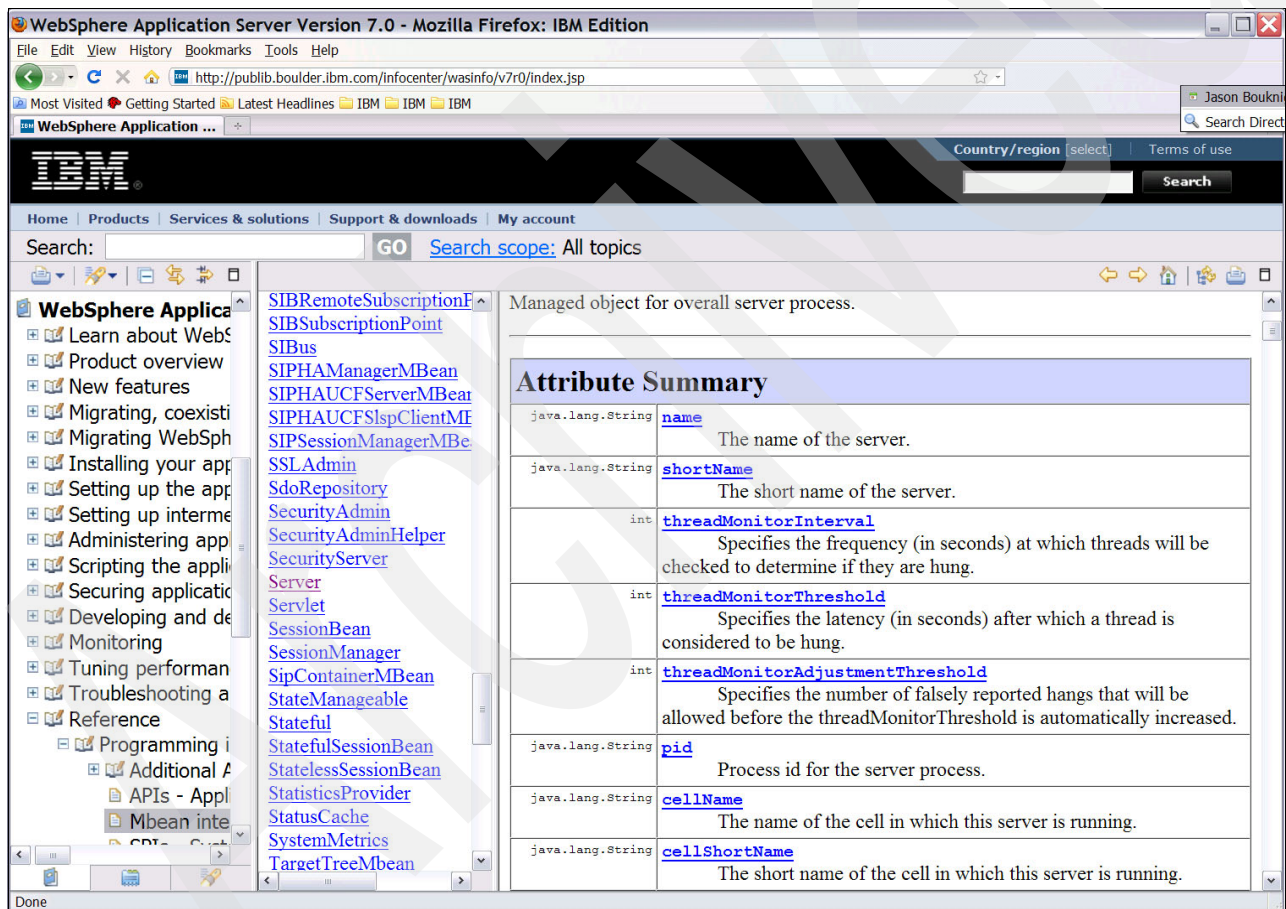 WebSphere Application Server Version 7.0 - Mozilla Firefox: IBM Edition
File Edit View History Bookmarks Tools Help
http://publib.boulder.ibm.com/infocenter/wasinfo/v7r0/index.jsp
Most Visited Getting Started Latest Headlines IBM IBM IBM
Jason Boukni
Search Direct
WebSphere Application ...
Country/region [select] Terms of use
IBM
Search
Home | Products | Services & solutions | Support & downloads | My account
Search: GO Search scope: All topics
WebSphere Applica
Learn about WebS
Product overview
New features
Migrating, coexisti
Migrating WebSph
Installing your app
Setting up the app
Setting up interme
Administering appl
Scripting the appli
Securing applicatio
Developing and de
Monitoring
Tuning performan
Troubleshooting a
Reference
Programming i
Additional A
APIs - Appli
Mbean inte
SIBRemoteSubscriptionP
SIBSubscriptionPoint
SIBus
SIPHAManagerMBean
SIPHAUCFServerMBean
SIPHAUCFSlspClientMB
SIPSessionManagerMBe
SSLAdmin
SdoRepository
SecurityAdmin
SecurityAdminHelper
SecurityServer
Server
Servlet
SessionBean
SessionManager
SipContainerMBean
StateManageable
Stateful
StatefulSessionBean
StatelessSessionBean
StatisticsProvider
StatusCache
SystemMetrics
TargetTreeMbean
Managed object for overall server process.
Attribute Summary
java.lang.String name
The name of the server.
java.lang.String shortName
The short name of the server.
int threadMonitorInterval
Specifies the frequency (in seconds) at which threads will be
checked to determine if they are hung.
int threadMonitorThreshold
Specifies the latency (in seconds) after which a thread is
considered to be hung.
int threadMonitorAdjustmentThreshold
Specifies the number of falsely reported hangs that will be
allowed before the threadMonitorThreshold is automatically increased.
java.lang.String pid
Process id for the server process.
java.lang.String cellName
The name of the cell in which this server is running.
java.lang.String cellShortName
The short name of the cell in which this server is running.
Done